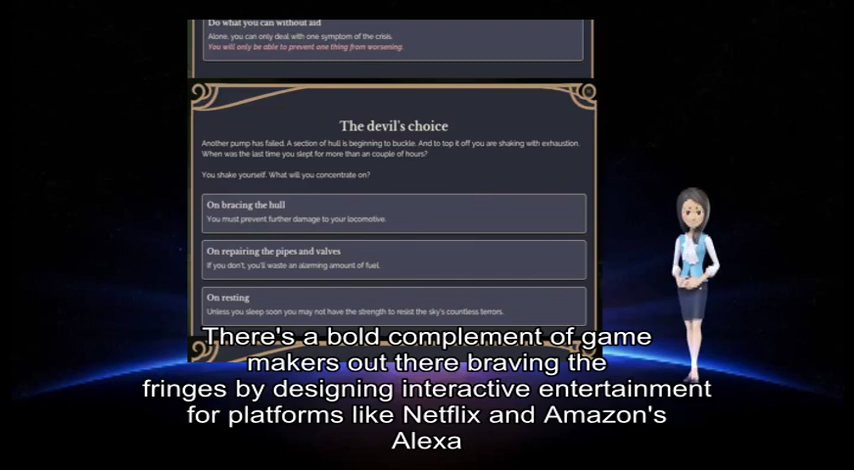 Do what you can without aid
Alone, you can only deal with one symptom of the crisis.
You will only be able to prevent one thing from worsening.
The devil's choice
Another pump has failed. A section of hull is beginning to buckle. And to top it off you are shaking with exhaustion.
When was the last time you slept for more than an couple of hours?
You shake yourself. What will you concentrate on?
On bracing the hull
You must prevent further damage to your locomotive.
On repairing the pipes and valves
If you don't, you'll waste an alarming amount of fuel.
On resting
Unless you sleep soon you may not have the strength to resist the sky's countless terrors.
There's a bold complement of game
makers out there braving the
fringes by designing interactive entertainment
for platforms like Netflix and Amazon's
Alexa